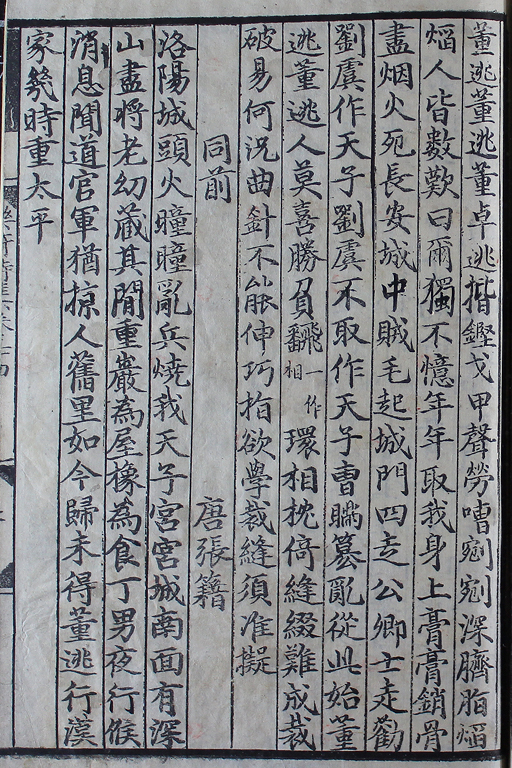 董逃董逃董卓逃揩鏗戈甲聲勞嘈剜剜深臍脂焰
焰人皆數歎曰爾獨不憶年年取我身上膏膏銷骨
盡烟火死長安城中賊毛起城門四走公卿士走勸
劉虞作天子劉虞不取作天子曹瞞篡亂從此始董
逃董逃人莫喜勝負翻飜一作相環相枕倚縫綴難成裁
破易何況曲針不能伸巧指欲學裁縫須准擬
同前 唐張籍
洛陽城頭火曈曈亂兵燒我天子宮宮城南面有深
山盡將老幼藏其間重巖為屋橡為食丁男夜行候
消息聞道官軍猶掠人舊里如今歸未得董逃行漢
家幾時重太平